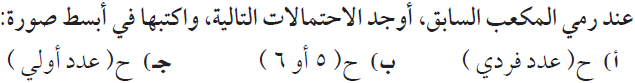 عند رمي المكعب السابق، أوجد الاحتمالات التالية، واكتبها في أبسط صورة:
أ) ح( عدد فردي ) ب) ح( ٥ أو ٦ ) جـ) ح( عدد أولي )